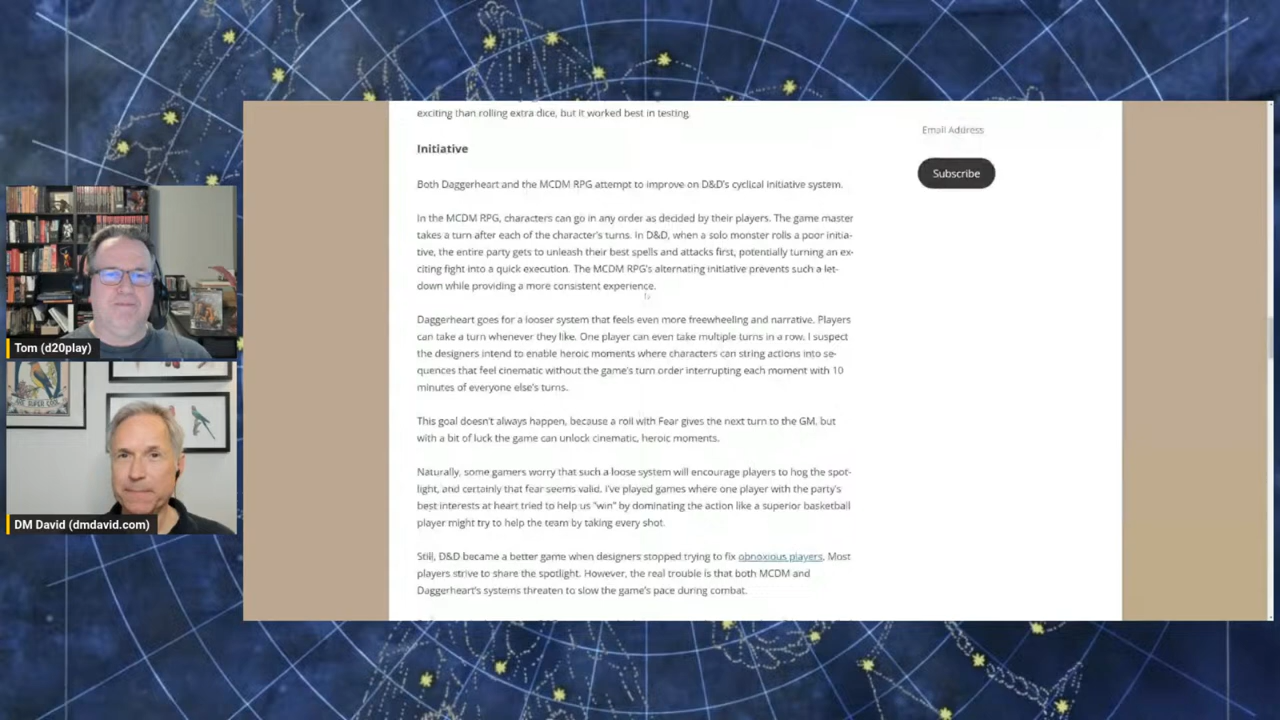 exciting than rolling extra dice, but it worked best in testing.
Email Address
Subscribe
Initiative
Both Daggerheart and the MCDM RPG attempt to improve on D&D's cyclical initiative system.
In the MCDM RPG, characters can go in any order as decided by their players. The game master
takes a turn after each of the character's turns. In D&D, when a solo monster rolls a poor initia-
tive, the entire party gets to unleash their best spells and attacks first, potentially turning an ex-
citing fight into a quick execution. The MCDM RPG's alternating initiative prevents such a let-
down while providing a more consistent experience.
Daggerheart goes for a looser system that feels even more freewheeling and narrative. Players
can take a turn whenever they like. One player can even take multiple turns in a row. I suspect
the designers intend to enable heroic moments where characters can string actions into se-
quences that feel cinematic without the game's turn order interrupting each moment with 10
minutes of everyone else's turns.
This goal doesn't always happen, because a roll with Fear gives the next turn to the GM, but
with a bit of luck the game can unlock cinematic, heroic moments.
Naturally, some gamers worry that such a loose system will encourage players to hog the spot-
light, and certainly that fear seems valid. I've played games where one player with the party's
best interests at heart tried to help us "win" by dominating the action like a superior basketball
player might try to help the team by taking every shot.
Still, D&D became a better game when designers stopped trying to fix obnoxious players. Most
players strive to share the spotlight. However, the real trouble is that both MCDM and
Daggerheart's systems threaten to slow the game's pace during combat.
Tom (d20play)
DM David (dmdavid.com)